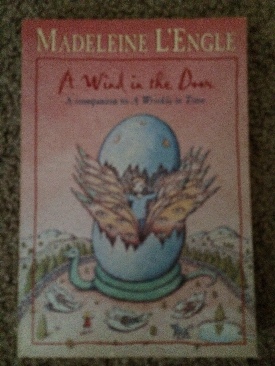 MADELEINE L'ENGLE
A Wind in the Door
A companion to A Wrinkle in Time